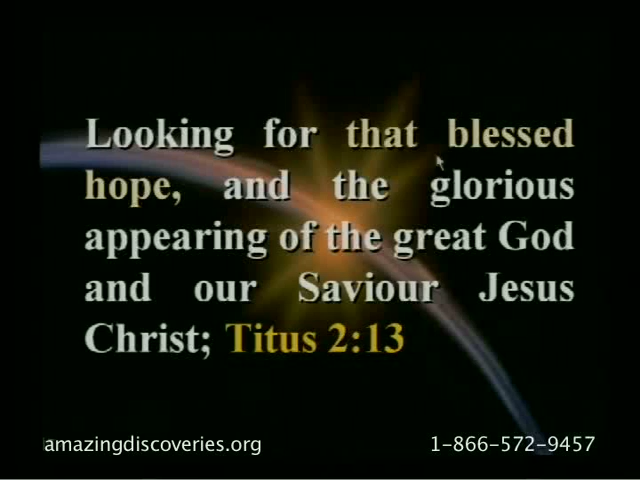 Looking for that blessed
hope, and the glorious
appearing of the great God
and our Saviour Jesus
Christ; Titus 2:13
amazingdiscoveries.org 1-866-572-9457